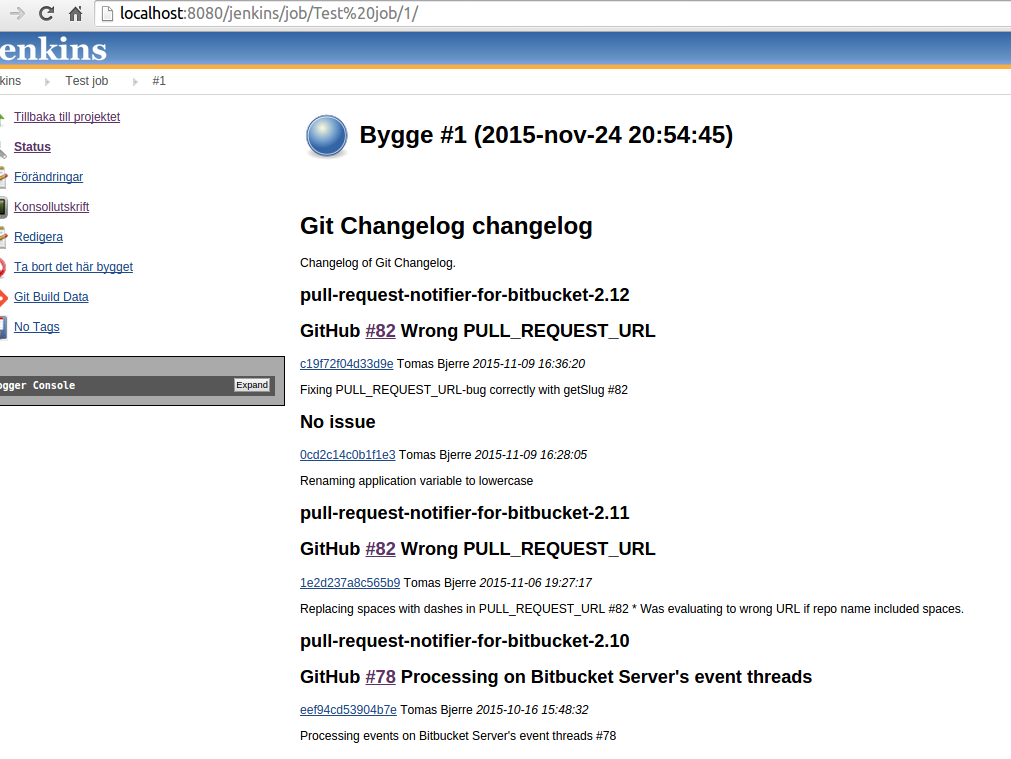 localhost:8080/jenkins/job/Test%20job/1/
enkins
kins Test job #1
Tillbaka till projektet
Status
Förändringar
Konsollutskrift
Redigera
Ta bort det här bygget
Git Build Data
No Tags
ogger Console Expand
Bygge #1 (2015-nov-24 20:54:45)
Git Changelog changelog
Changelog of Git Changelog.
pull-request-notifier-for-bitbucket-2.12
GitHub #82 Wrong PULL_REQUEST_URL
c19f72f04d33d9e Tomas Bjerre 2015-11-09 16:36:20
Fixing PULL_REQUEST_URL-bug correctly with getSlug #82
No issue
0cd2c14c0b1f1e3 Tomas Bjerre 2015-11-09 16:28:05
Renaming application variable to lowercase
pull-request-notifier-for-bitbucket-2.11
GitHub #82 Wrong PULL_REQUEST_URL
1e2d237a8c565b9 Tomas Bjerre 2015-11-06 19:27:17
Replacing spaces with dashes in PULL_REQUEST_URL #82 * Was evaluating to wrong URL if repo name included spaces.
pull-request-notifier-for-bitbucket-2.10
GitHub #78 Processing on Bitbucket Server's event threads
eef94cd53904b7e Tomas Bjerre 2015-10-16 15:48:32
Processing events on Bitbucket Server's event threads #78